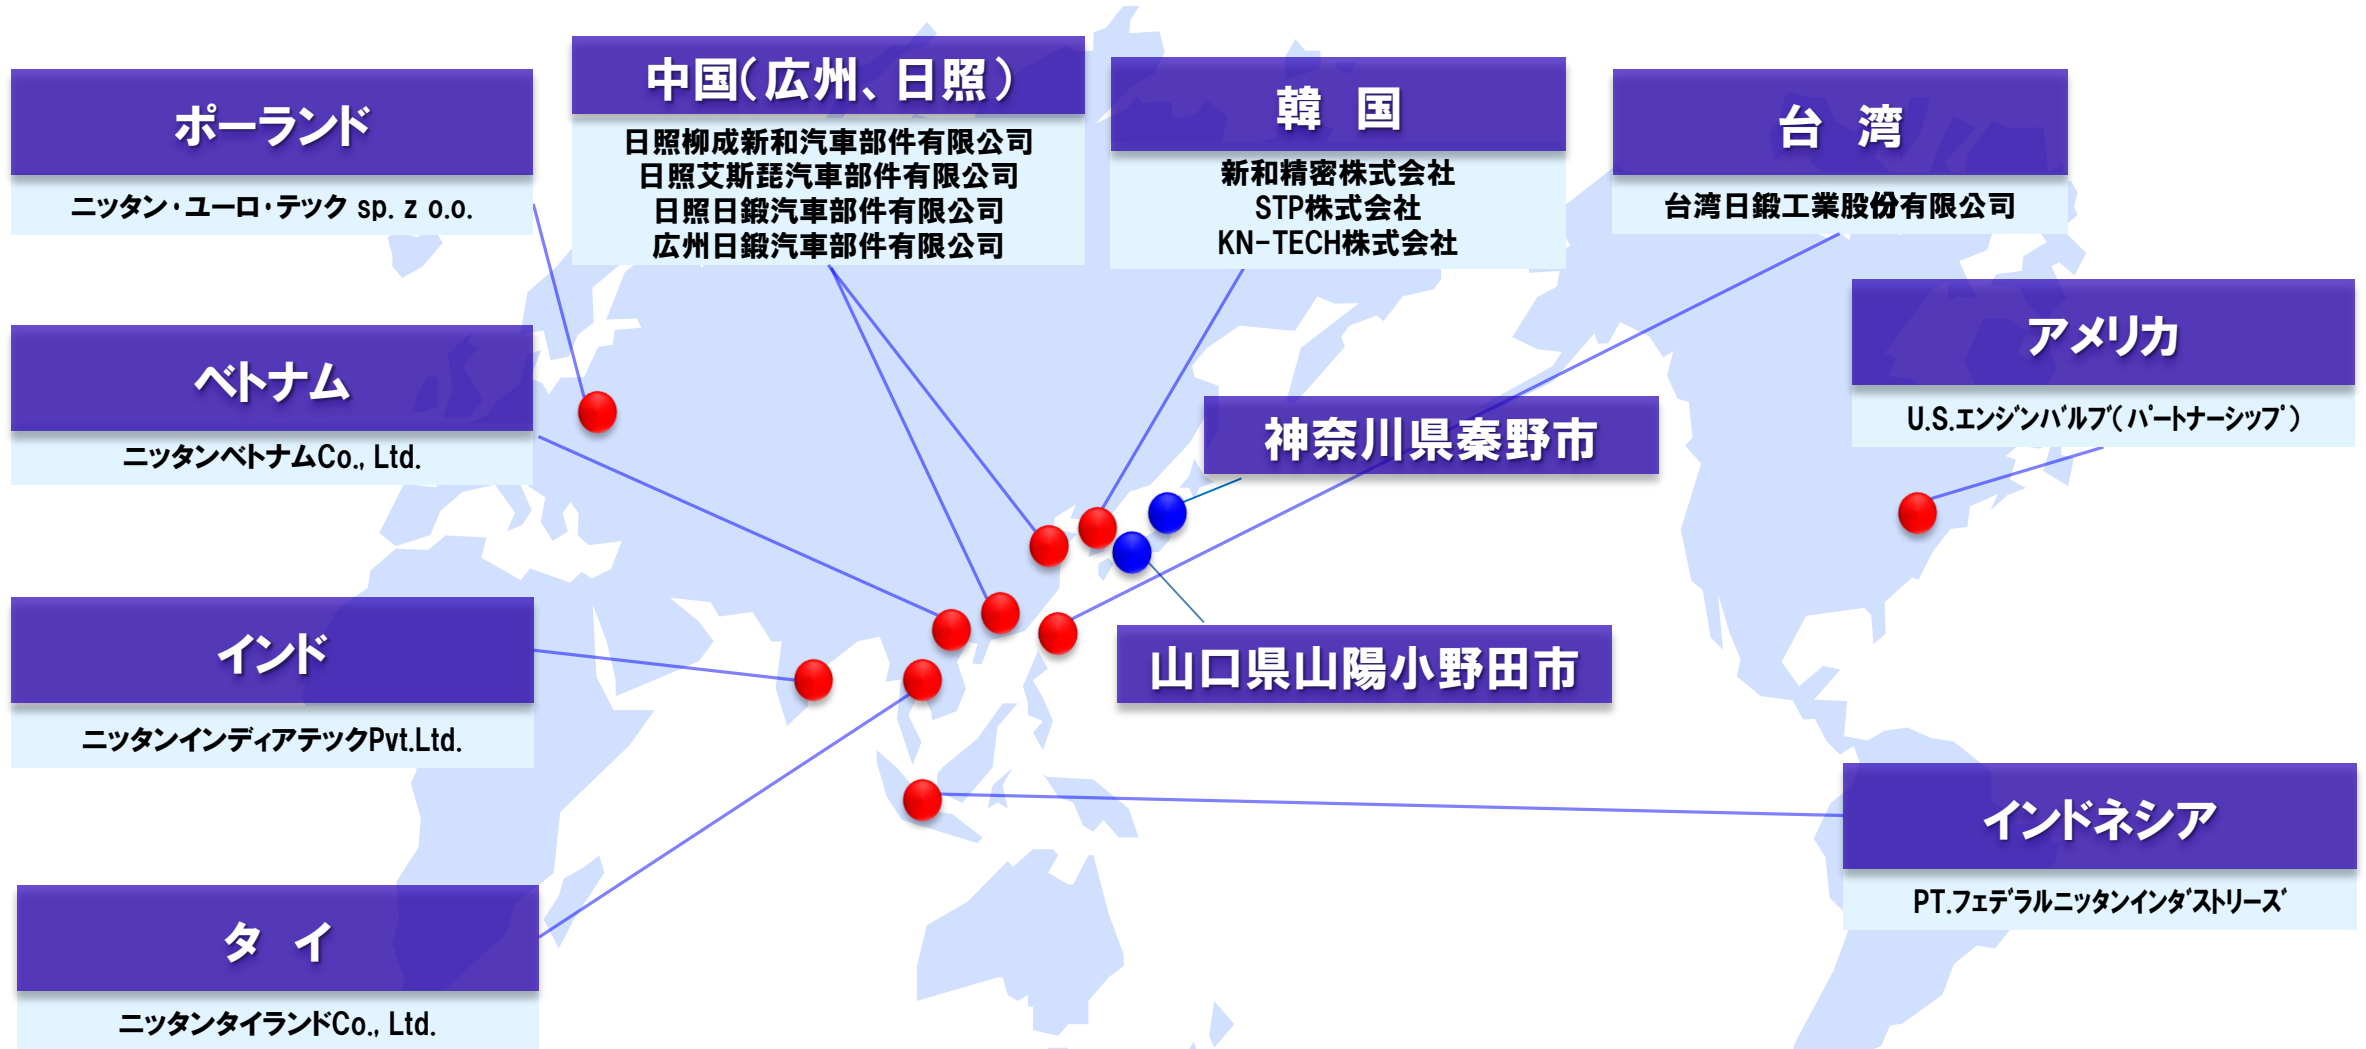 ポーランド
ニッタン・ユーロ・テック sp. z o.o.
中国（広州、日照）
日照柳成新和汽車部件有限公司
日照艾斯琵汽車部件有限公司
日照日鍛汽車部件有限公司
広州日鍛汽車部件有限公司
韓　国
新和精密株式会社
STP株式会社
KN-TECH株式会社
台　湾
台湾日鍛工業股份有限公司
アメリカ
U.S.エンジンバルブ（パートナーシップ）
ベトナム
ニッタンベトナムCo., Ltd.
神奈川県秦野市
山口県山陽小野田市
インド
ニッタンインディアテックPvt.Ltd.
インドネシア
PT.フェデラルニッタンインダストリーズ
タ　イ
ニッタンタイランドCo., Ltd.